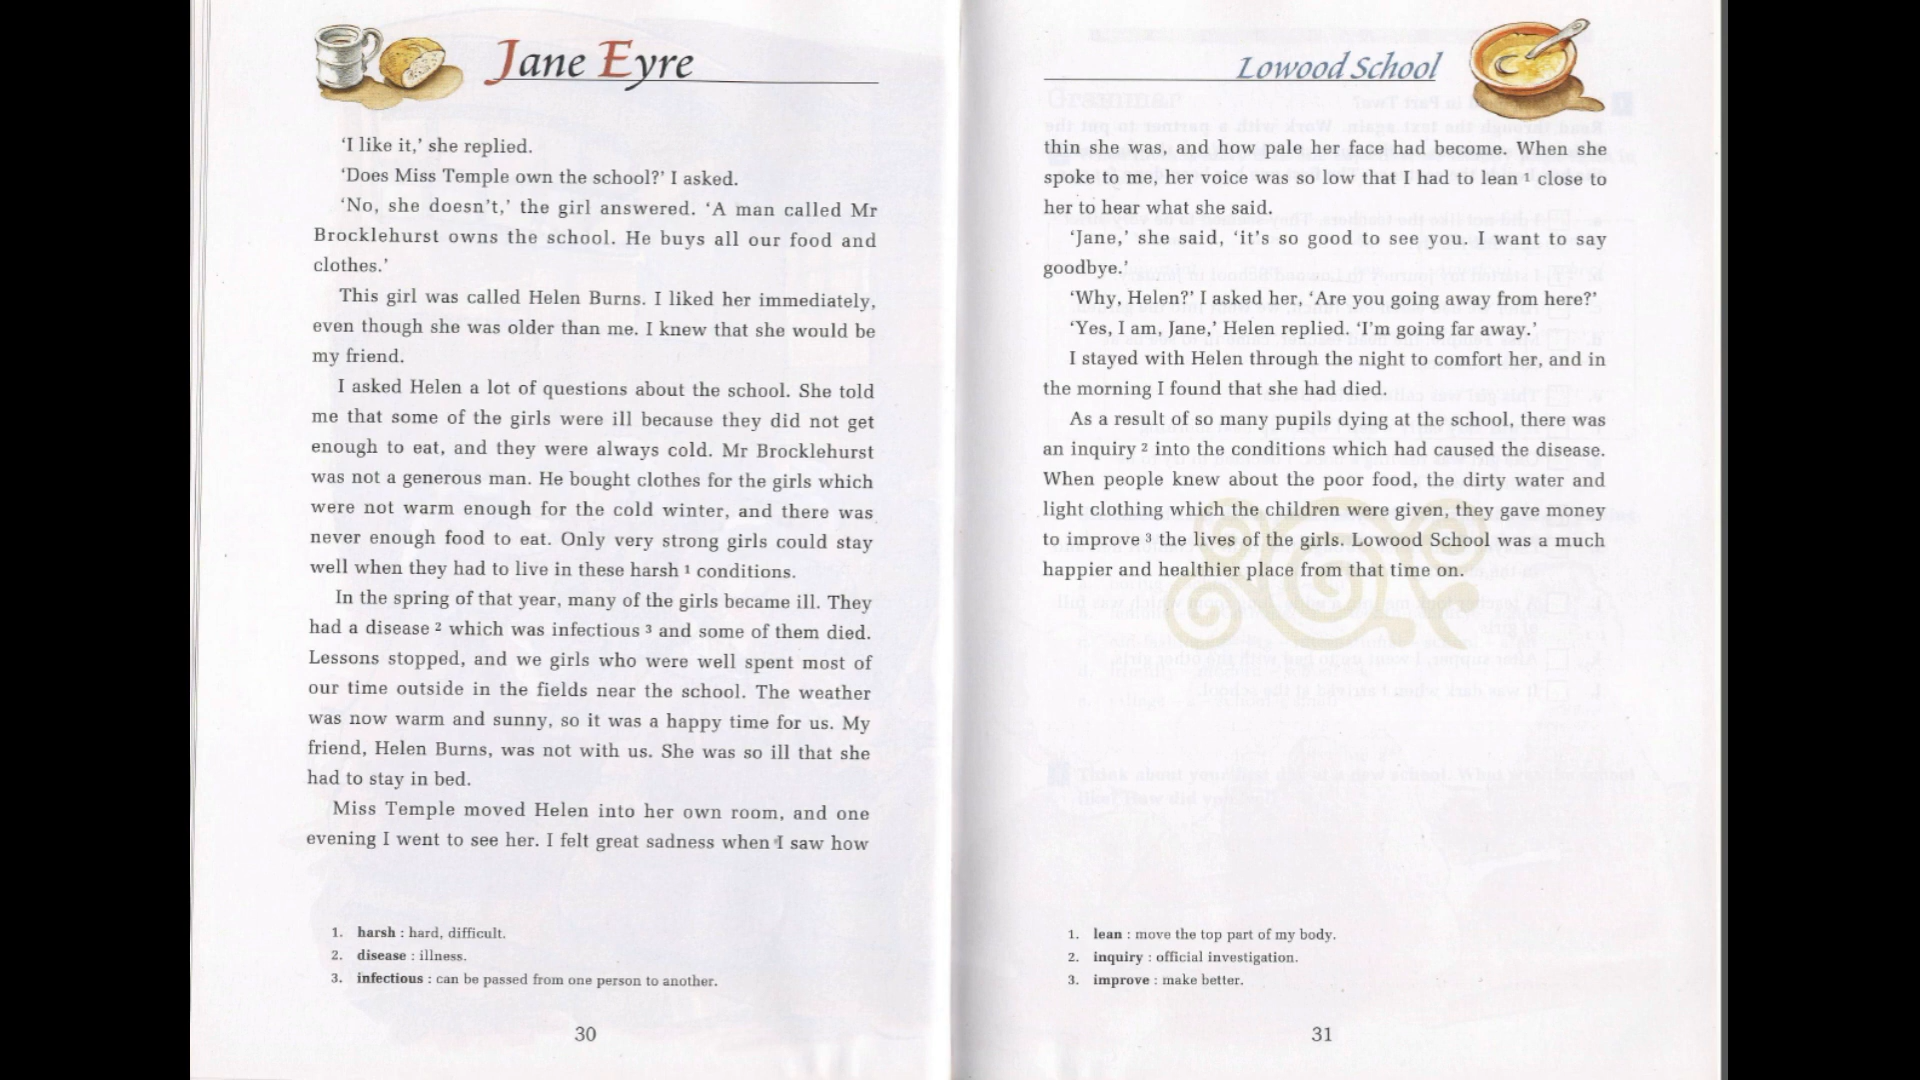 Jane Eyre
‘I like it,’ she replied.
‘Does Miss Temple own the school?’ I asked.
‘No, she doesn’t,’ the girl answered. ‘A man called Mr
Brocklehurst owns the school. He buys all our food and
clothes.’
This girl was called Helen Burns. I liked her immediately,
even though she was older than me. I knew that she would be
my friend.
I asked Helen a lot of questions about the school. She told
me that some of the girls were ill because they did not get
enough to eat, and they were always cold. Mr Brocklehurst
was not a generous man. He bought clothes for the girls which
were not warm enough for the cold winter, and there was
never enough food to eat. Only very strong girls could stay
well when they had to live in these harsh ¹ conditions.
In the spring of that year, many of the girls became ill. They
had a disease ² which was infectious ³ and some of them died.
Lessons stopped, and we girls who were well spent most of
our time outside in the fields near the school. The weather
was now warm and sunny, so it was a happy time for us. My
friend, Helen Burns, was not with us. She was so ill that she
had to stay in bed.
Miss Temple moved Helen into her own room, and one
evening I went to see her. I felt great sadness when I saw how
1. harsh : hard, difficult.
2. disease : illness.
3. infectious : can be passed from one person to another.
30
Lowood School
thin she was, and how pale her face had become. When she
spoke to me, her voice was so low that I had to lean ¹ close to
her to hear what she said.
‘Jane,’ she said, ‘it’s so good to see you. I want to say
goodbye.’
‘Why, Helen?’ I asked her, ‘Are you going away from here?’
‘Yes, I am, Jane,’ Helen replied. ‘I’m going far away.’
I stayed with Helen through the night to comfort her, and in
the morning I found that she had died.
As a result of so many pupils dying at the school, there was
an inquiry ² into the conditions which had caused the disease.
When people knew about the poor food, the dirty water and
light clothing which the children were given, they gave money
to improve ³ the lives of the girls. Lowood School was a much
happier and healthier place from that time on.
1. lean : move the top part of my body.
2. inquiry : official investigation.
3. improve : make better.
31